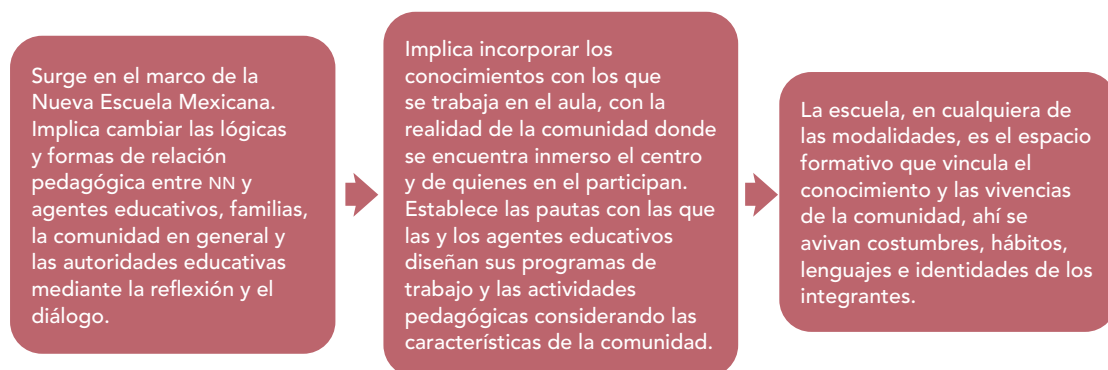 Surge en el marco de la
Nueva Escuela Mexicana.
Implica cambiar las lógicas
y formas de relación
pedagógica entre NN y
agentes educativos, familias,
la comunidad en general y
las autoridades educativas
mediante la reflexión y el
diálogo.
Implica incorporar los
conocimientos con los que
se trabaja en el aula, con la
realidad de la comunidad donde
se encuentra inmerso el centro
y de quienes en el participan.
Establece las pautas con las que
las y los agentes educativos
diseñan sus programas de
trabajo y las actividades
pedagógicas considerando las
características de la comunidad.
La escuela, en cualquiera de
las modalidades, es el espacio
formativo que vincula el
conocimiento y las vivencias
de la comunidad, ahí se
avivan costumbres, hábitos,
lenguajes e identidades de los
integrantes.